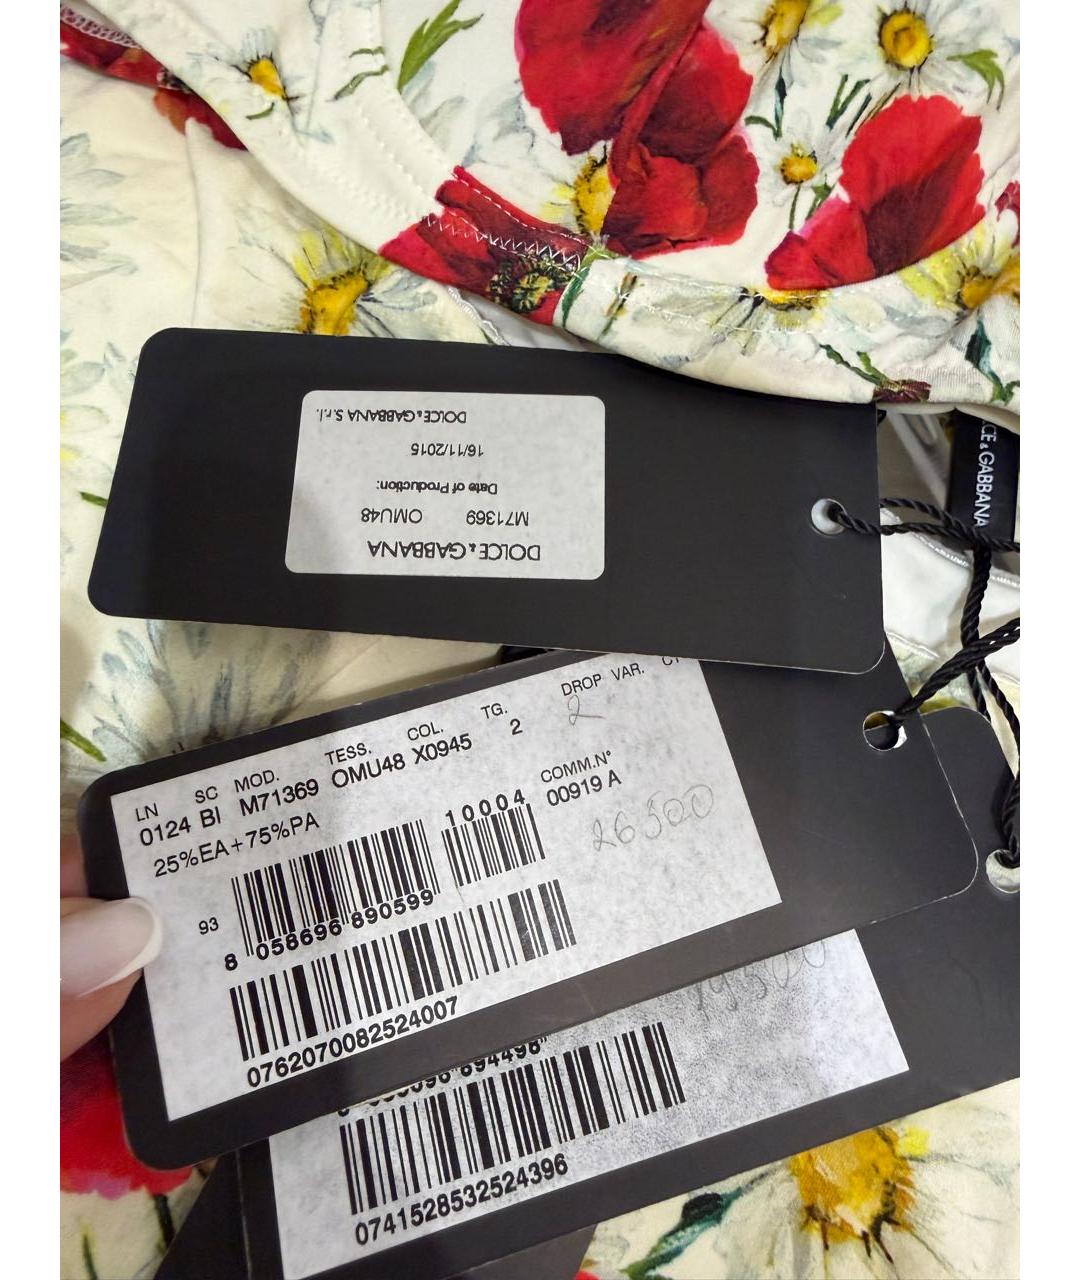 DOLCE & GABBANA
M71369 OMU48
Date of Production:
16/11/2015
DOLCE & GABBANA S.r.l.
CE & GABBANA
LN SC MOD. TESS. COL. TG. DROP VAR.
0124 BI M71369 OMU48 X0945 2 2
25%EA+75%PA
10004
COMM.N°
00919 A
26500
93
8 058696 890599
0762070082524007
0741528532524396